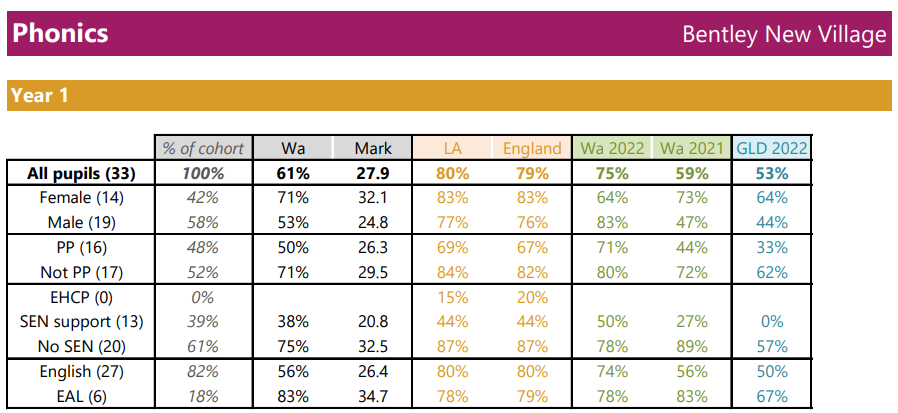 Phonics Bentley New Village
Year 1
% of cohort Wa Mark LA England Wa 2022 Wa 2021 GLD 2022
All pupils (33) 100% 61% 27.9 80% 79% 75% 59% 53%
Female (14) 42% 71% 32.1 83% 83% 64% 73% 64%
Male (19) 58% 53% 24.8 77% 76% 83% 47% 44%
PP (16) 48% 50% 26.3 69% 67% 71% 44% 33%
Not PP (17) 52% 71% 29.5 84% 82% 80% 72% 62%
EHCP (0) 0% 15% 20%
SEN support (13) 39% 38% 20.8 44% 44% 50% 27% 0%
No SEN (20) 61% 75% 32.5 87% 87% 78% 89% 57%
English (27) 82% 56% 26.4 80% 80% 74% 56% 50%
EAL (6) 18% 83% 34.7 78% 79% 78% 83% 67%